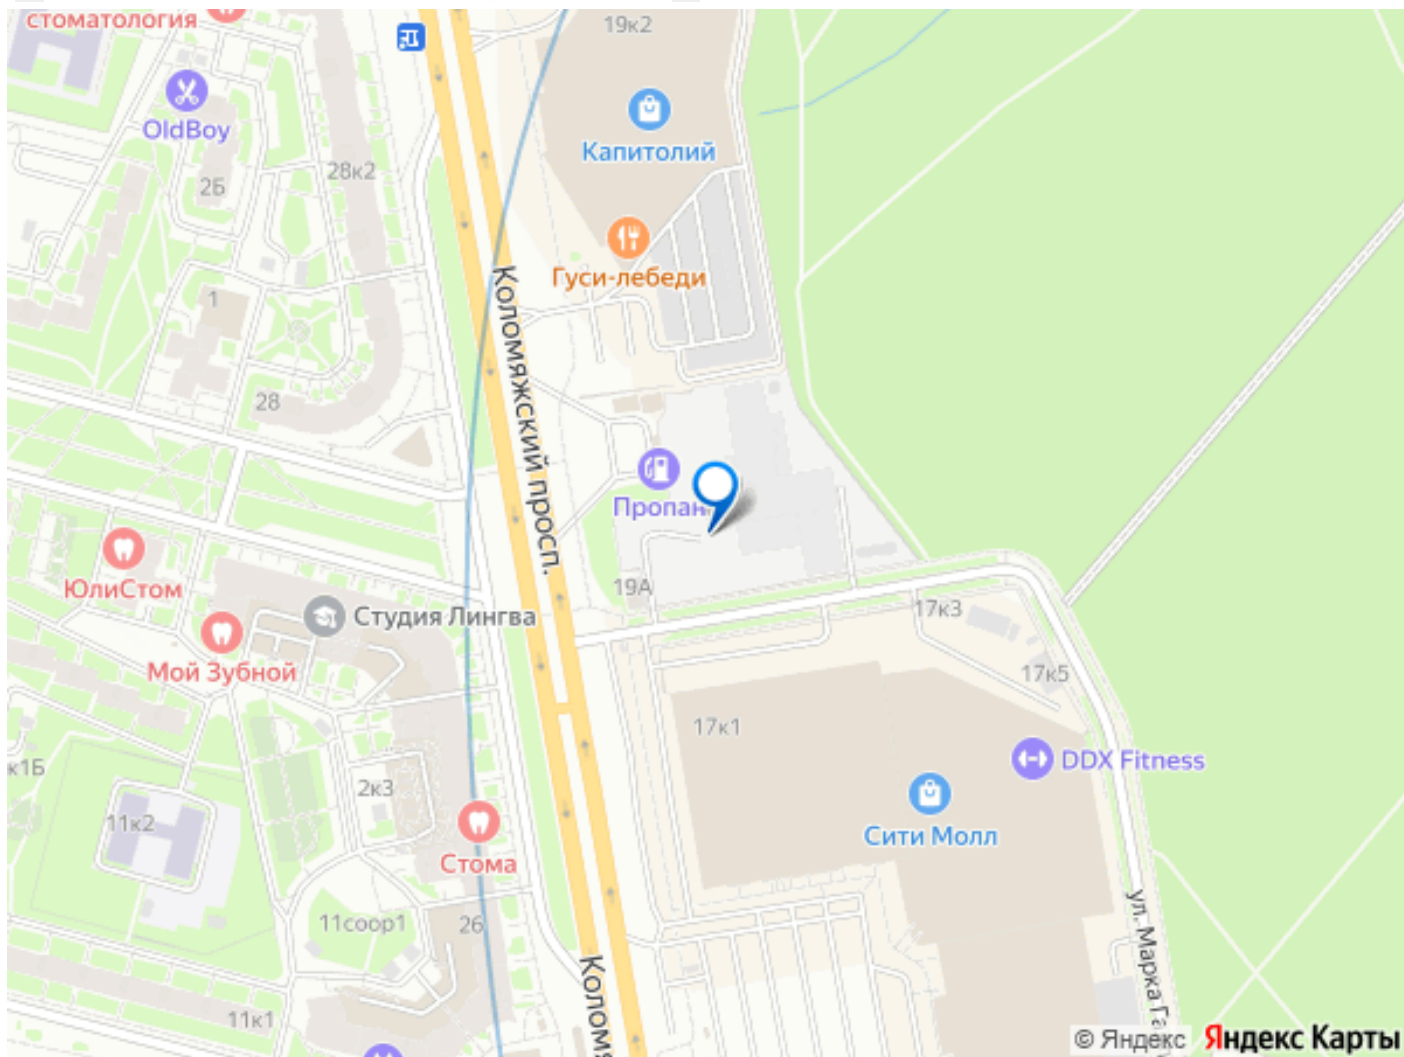 стоматология
19к2
OldBoy
Капитолий
28к2
2Б
Гуси-лебеди
1
28
Коломяжский просп.
Пропан
ЮлиСтом
19А
17к3
Студия Лингва
Мой Зубной
17к5
17к1
DDX Fitness
к1Б
2к3
11к2
Сити Молл
Стома
11соор1
26
ул. Марка Га
Колом
11к1
© Яндекс Яндекс Карты